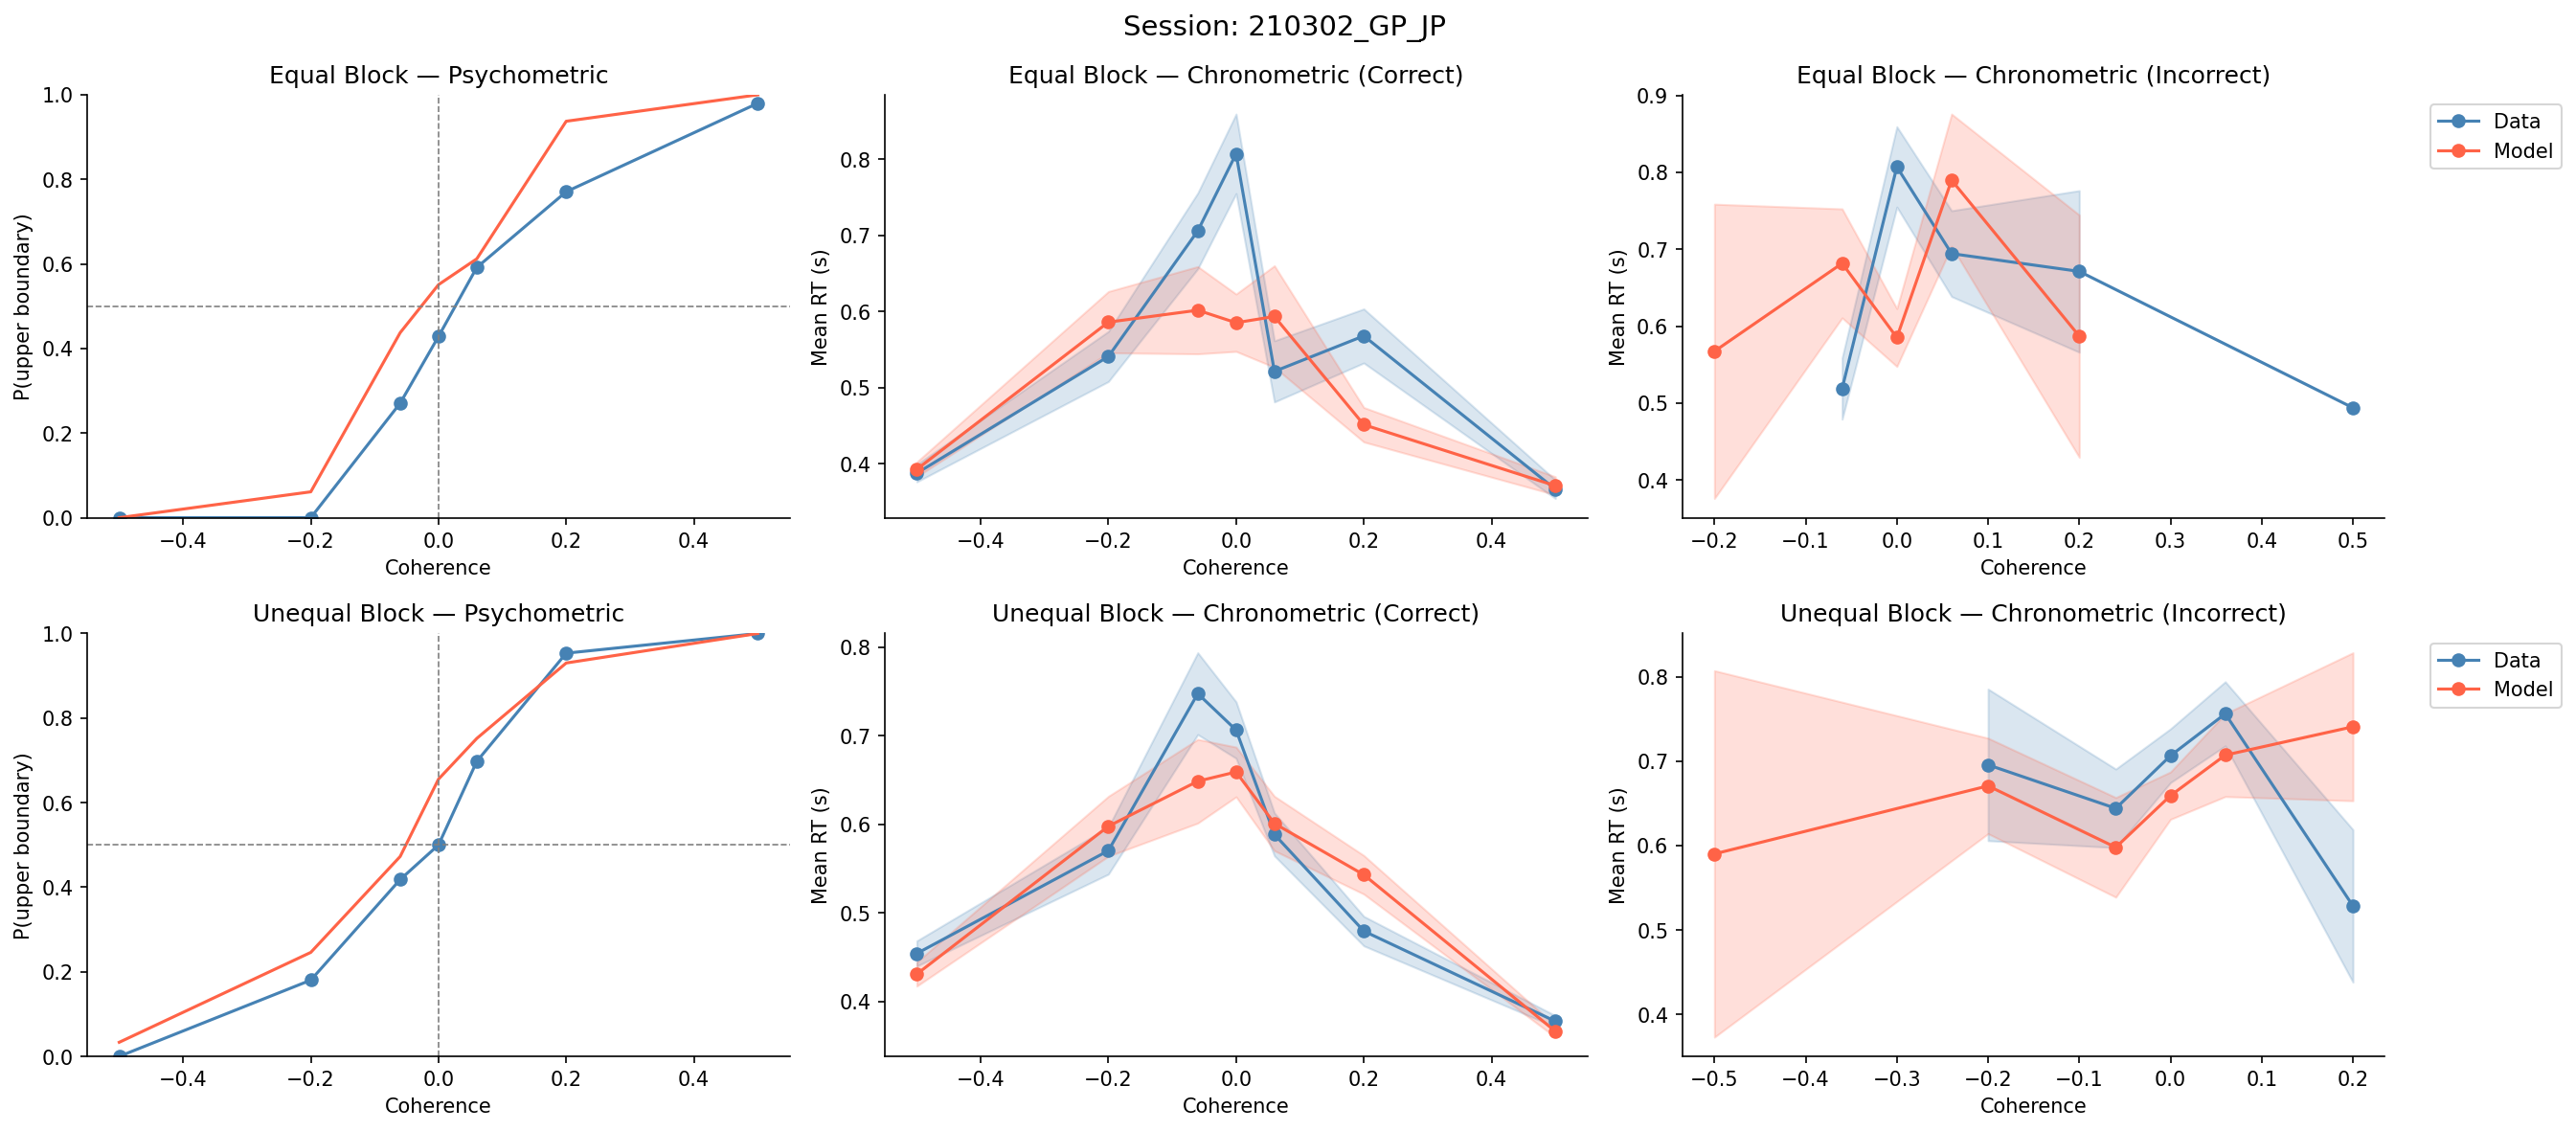 Session: 210302_GP_JP
Equal Block — Psychometric
1.0
0.8
0.6
0.4
0.2
0.0
P(upper boundary)
−0.4 −0.2 0.0 0.2 0.4
Coherence
Equal Block — Chronometric (Correct)
0.8
0.7
0.6
0.5
0.4
Mean RT (s)
−0.4 −0.2 0.0 0.2 0.4
Coherence
Equal Block — Chronometric (Incorrect)
0.9
0.8
0.7
0.6
0.5
0.4
Mean RT (s)
−0.2 −0.1 0.0 0.1 0.2 0.3 0.4 0.5
Coherence
Data
Model
Unequal Block — Psychometric
1.0
0.8
0.6
0.4
0.2
0.0
P(upper boundary)
−0.4 −0.2 0.0 0.2 0.4
Coherence
Unequal Block — Chronometric (Correct)
0.8
0.7
0.6
0.5
0.4
Mean RT (s)
−0.4 −0.2 0.0 0.2 0.4
Coherence
Unequal Block — Chronometric (Incorrect)
0.8
0.7
0.6
0.5
0.4
Mean RT (s)
−0.5 −0.4 −0.3 −0.2 −0.1 0.0 0.1 0.2
Coherence
Data
Model